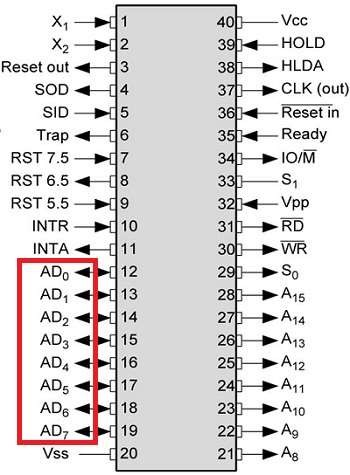 X₁ 1 40 Vcc
X₂ 2 39 HOLD
Reset out 3 38 HLDA
SOD 4 37 CLK (out)
SID 5 36 R̅e̅s̅e̅t̅ ̅i̅n̅
Trap 6 35 Ready
RST 7.5 7 34 IO/M̅
RST 6.5 8 33 S₁
RST 5.5 9 32 Vpp
INTR 10 31 R̅D̅
INTA 11 30 W̅R̅
AD₀ 12 29 S₀
AD₁ 13 28 A₁₅
AD₂ 14 27 A₁₄
AD₃ 15 26 A₁₃
AD₄ 16 25 A₁₂
AD₅ 17 24 A₁₁
AD₆ 18 23 A₁₀
AD₇ 19 22 A₉
Vss 20 21 A₈